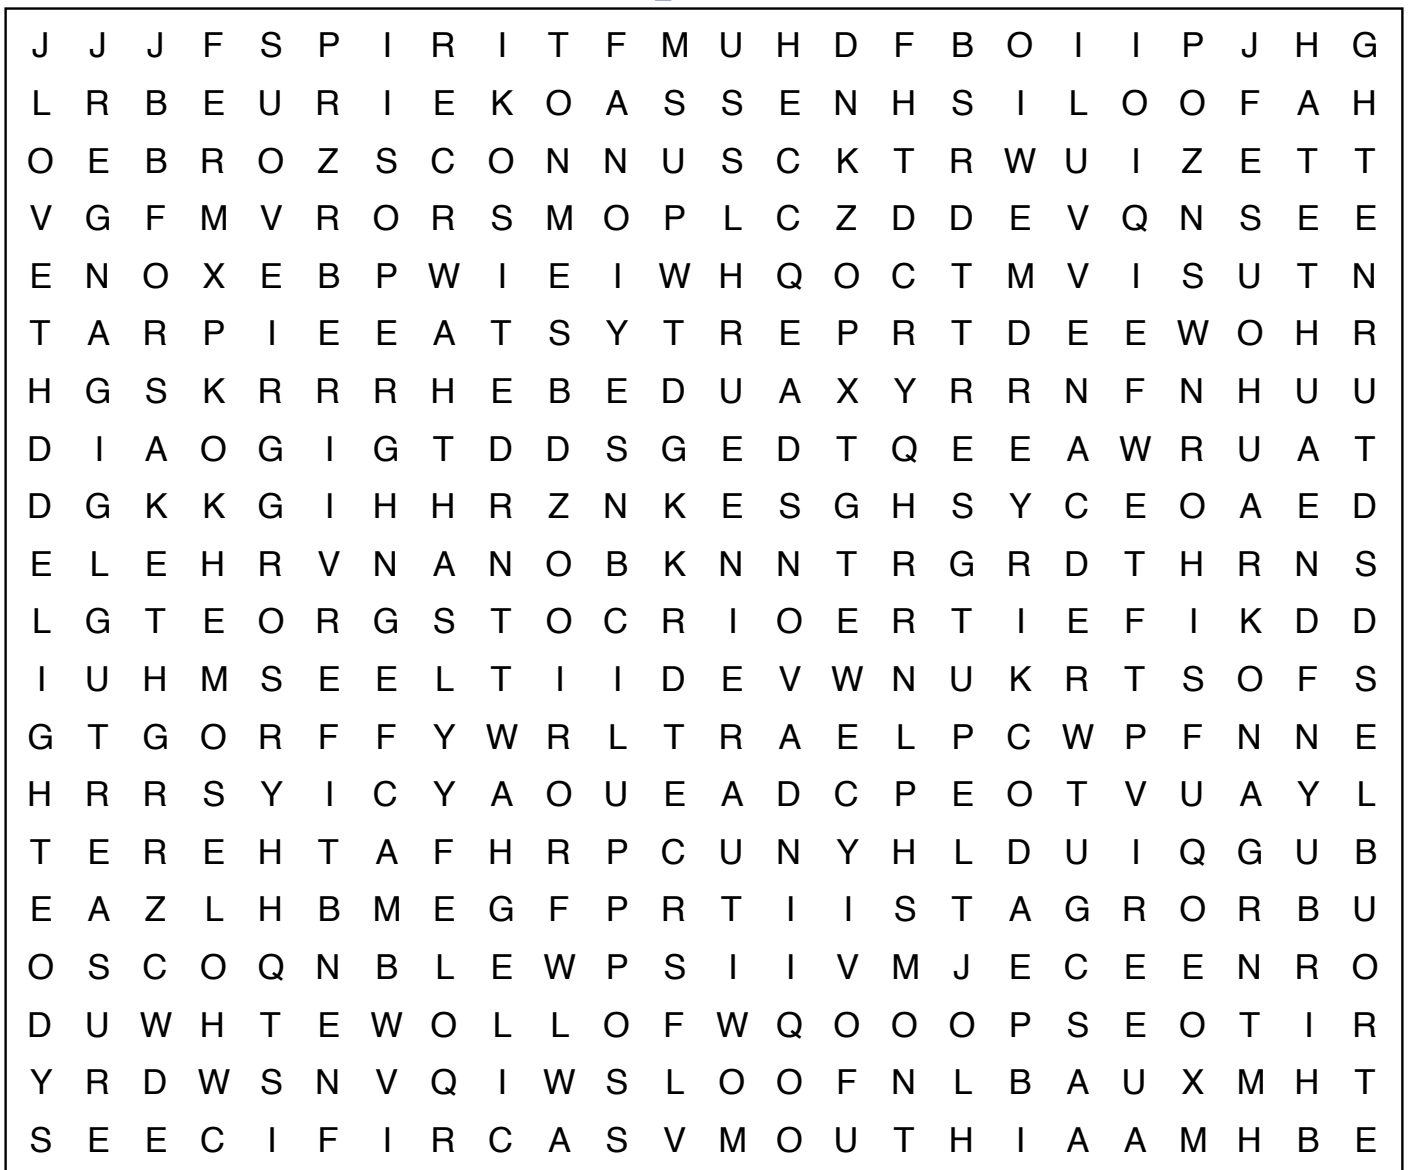 J J J F S P I R I T F M U H D F B O I I P J H G
L R B E U R I E K O A S S E N H S I L O O F A H
O E B R O Z S C O N N U S C K T R W U I Z E T T
V G F M V R O R S M O P L C Z D D E V Q N S E E
E N O X E B P W I E I W H Q O C T M V I S U T N
T A R P I E E A T S Y T R E P R T D E E W O H R
H G S K R R R H E B E D U A X Y R R N F N H U U
D I A O G I G T D D S G E D T Q E E A W R U A T
D G K K G I H H R Z N K E S G H S Y C E O A E D
E L E H R V N A N O B K N N T R G R D T H R N S
L G T E O R G S T O C R I O E R T I E F I K D D
I U H M S E E L T I I D E V W N U K R T S O F S
G T G O R F F Y W R L T R A E L P C W P F N N E
H R R S Y I C Y A O U E A D C P E O T V U A Y L
T E R E H T A F H R P C U N Y H L D U I Q G U B
E A Z L H B M E G F P R T I I S T A G R O R B U
O S C O Q N B L E W P S I I V M J E C E E N R O
D U W H T E W O L L O F W Q O O O P S E O T I R
Y R D W S N V Q I W S L O O F N L B A U X M H T
S E E C I F I R C A S V M O U T H I A A M H B E